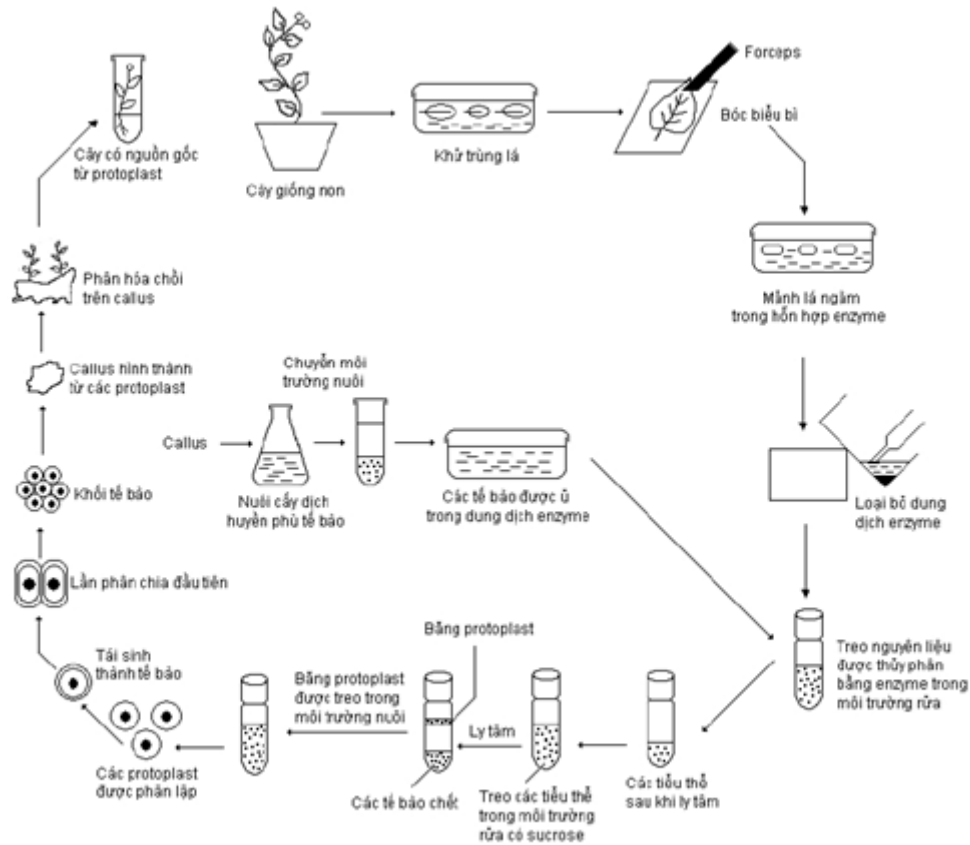 Forceps
Bóc biểu bì
Khử trùng lá
Cây giống non
Cây có nguồn gốc
từ protoplast
Mảnh lá ngâm
trong hỗn hợp enzyme
Phân hóa chồi
trên callus
Callus hình thành
từ các protoplast
Chuyển môi
trường nuôi
Callus
Nuôi cấy dịch
huyền phù tế bào
Các tế bào được ủ
trong dung dịch enzyme
Loại bỏ dung
dịch enzyme
Khối tế bào
Lần phân chia đầu tiên
Tái sinh
thành tế bào
Các protoplast
được phân lập
Băng protoplast
được treo trong
môi trường nuôi
Băng protoplast
Ly tâm
Các tế bào chết
Treo các tiểu thể
trong môi trường
rửa có sucrose
Các tiểu thể
sau khi ly tâm
Treo nguyên liệu
được thủy phân
bằng enzyme trong
môi trường rửa